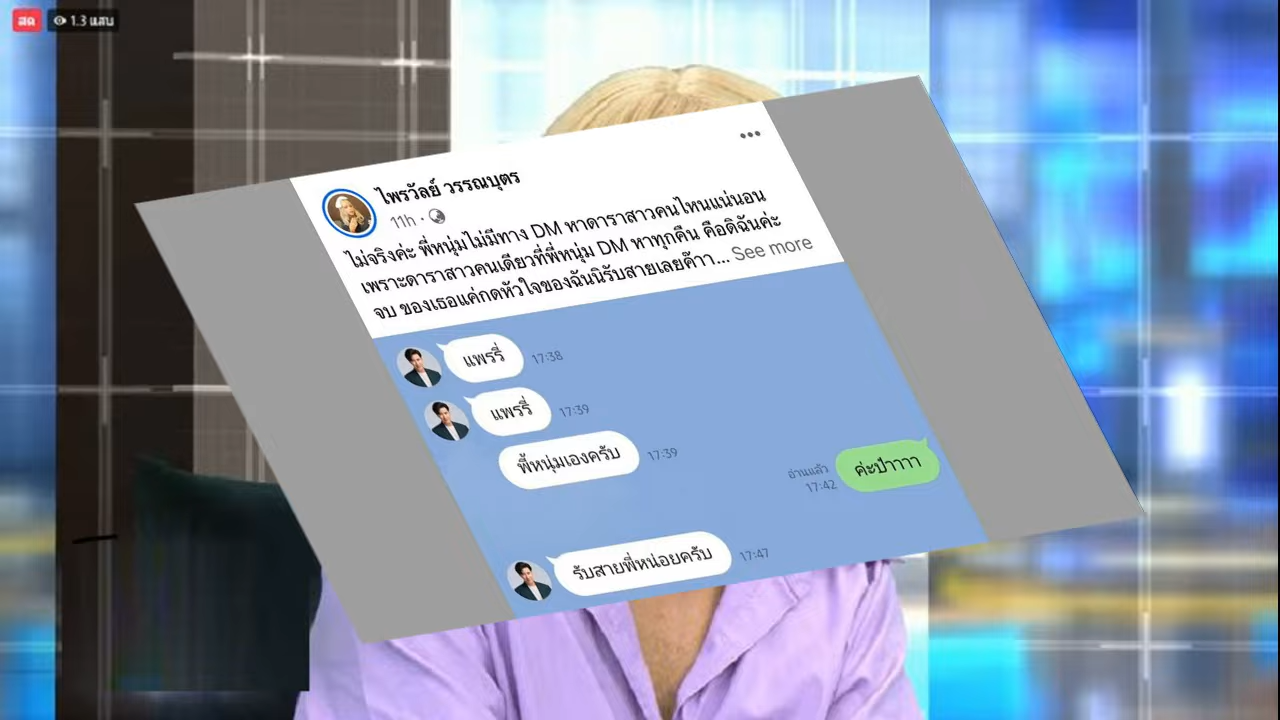 สด
1.3 แสน
ไพรวัลย์ วรรณบุตร
11h
ไม่จริงค่ะ พี่หนุ่มไม่มีทาง DM หาดาราสาวคนไหนแน่นอน
เพราะดาราสาวคนเดียวที่พี่หนุ่ม DM หาทุกคืน คือดิฉันค่ะ
จบ ของเธอแค่กดหัวใจของฉันนิรับสายเลยค๊าา... See more
แพรรี่ 17:38
แพรรี่ 17:39
พี้หนุ่มเองครับ 17:39
ค่ะป๋าาาา
อ่านแล้ว
17:42
รับสายพี่หน่อยครับ 17:47